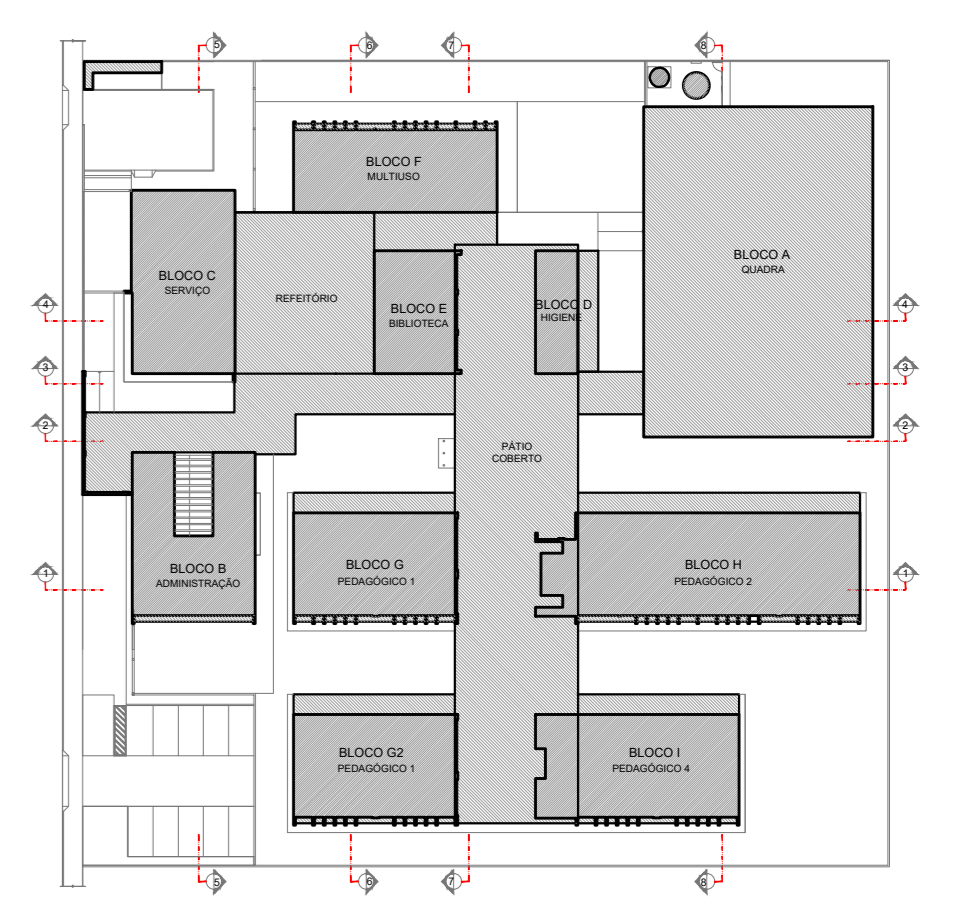 5
6
7
8
BLOCO F
MULTIUSO
BLOCO A
QUADRA
BLOCO C
SERVIÇO
REFEITÓRIO
BLOCO E
BIBLIOTECA
BLOCO D
HIGIENE
4
4
3
3
2
2
PÁTIO
COBERTO
BLOCO B
ADMINISTRAÇÃO
BLOCO G
PEDAGÓGICO 1
BLOCO H
PEDAGÓGICO 2
1
1
BLOCO G2
PEDAGÓGICO 1
BLOCO I
PEDAGÓGICO 4
5
6
7
8